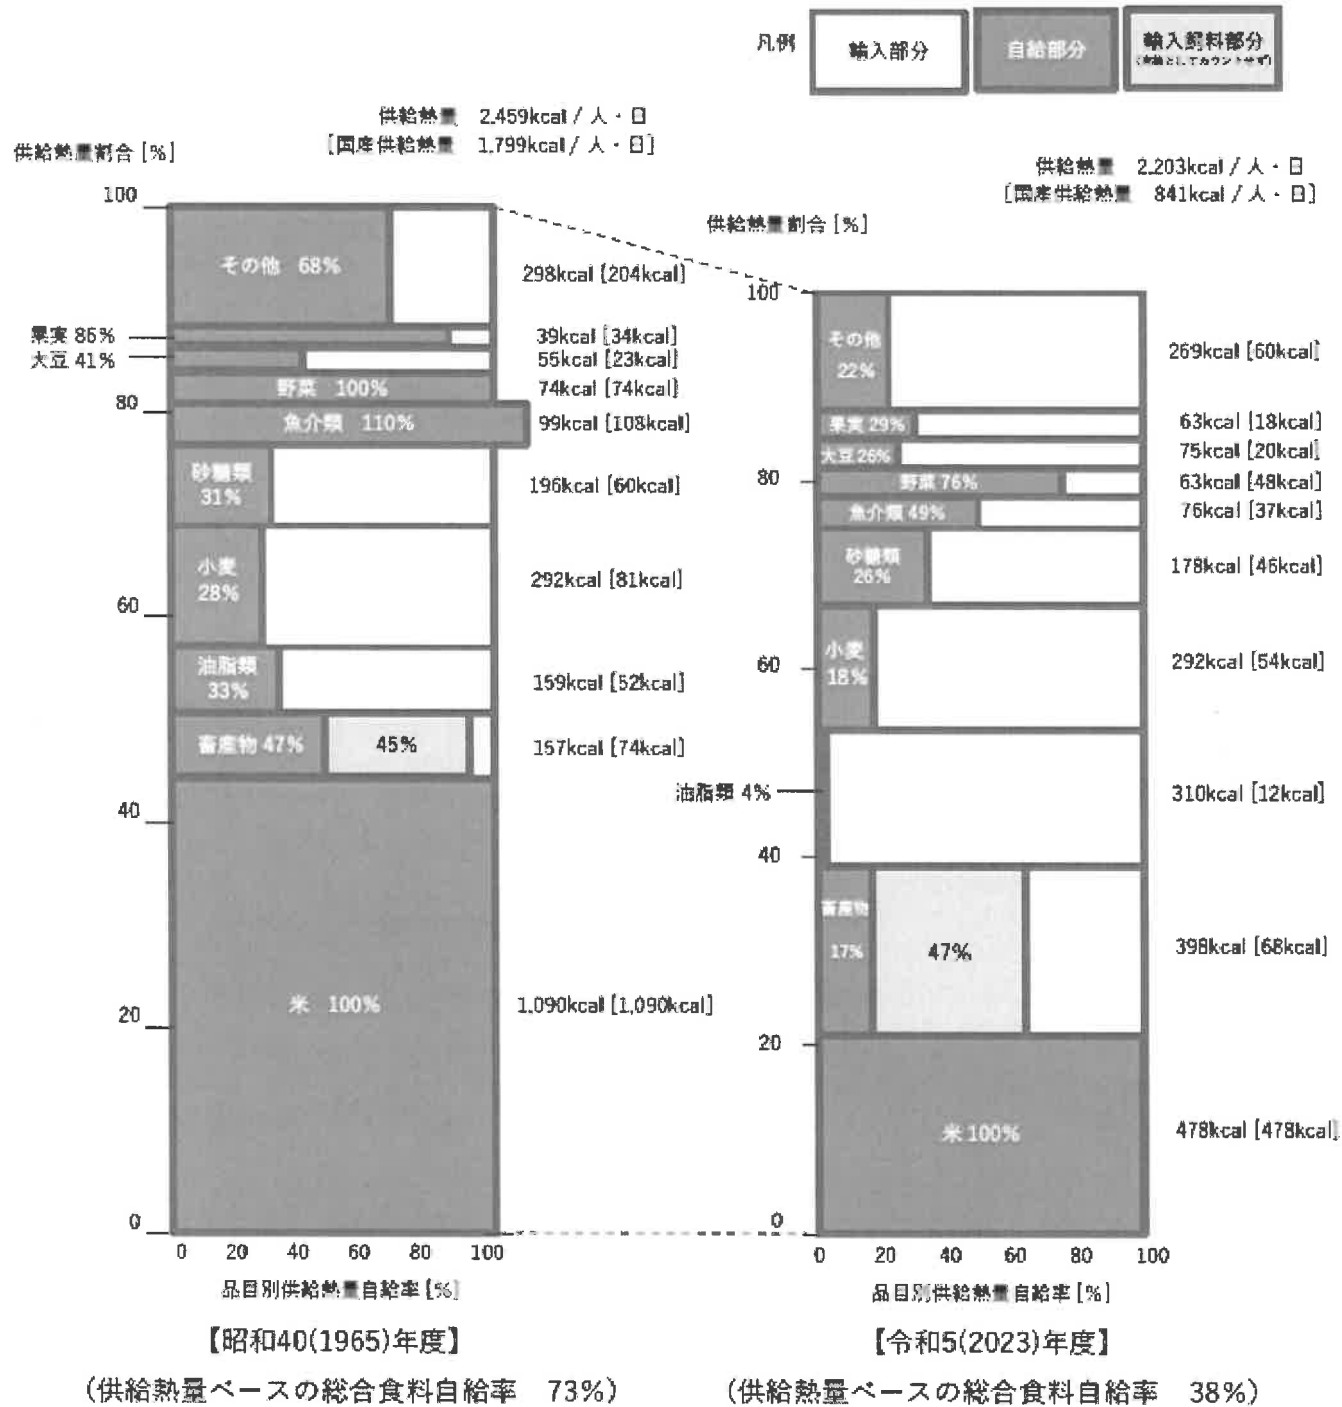 凡例
輸入部分
自給部分
輸入飼料部分
供給熱量 2,459kcal / 人・日
[国産供給熱量 1,799kcal / 人・日]
供給熱量割合 [%]
100
80
60
40
20
0
その他 68%
果実 86%
大豆 41%
野菜 100%
魚介類 110%
砂糖類
31%
小麦
28%
油脂類
33%
畜産物 47%
45%
米 100%
298kcal [204kcal]
39kcal [34kcal]
55kcal [23kcal]
74kcal [74kcal]
99kcal [108kcal]
196kcal [60kcal]
292kcal [81kcal]
159kcal [52kcal]
157kcal [74kcal]
1,090kcal [1,090kcal]
0 20 40 60 80 100
品目別供給熱量自給率 [%]
【昭和40(1965)年度】
（供給熱量ベースの総合食料自給率 73%）
供給熱量 2,203kcal / 人・日
[国産供給熱量 841kcal / 人・日]
供給熱量割合 [%]
100
80
60
40
20
0
その他
22%
果実 29%
大豆 26%
野菜 76%
魚介類 49%
砂糖類
26%
小麦
18%
油脂類 4%
畜産物
17%
47%
米 100%
269kcal [60kcal]
63kcal [18kcal]
75kcal [20kcal]
63kcal [48kcal]
76kcal [37kcal]
178kcal [46kcal]
292kcal [54kcal]
310kcal [12kcal]
398kcal [68kcal]
478kcal [478kcal]
0 20 40 60 80 100
品目別供給熱量自給率 [%]
【令和5(2023)年度】
（供給熱量ベースの総合食料自給率 38%）